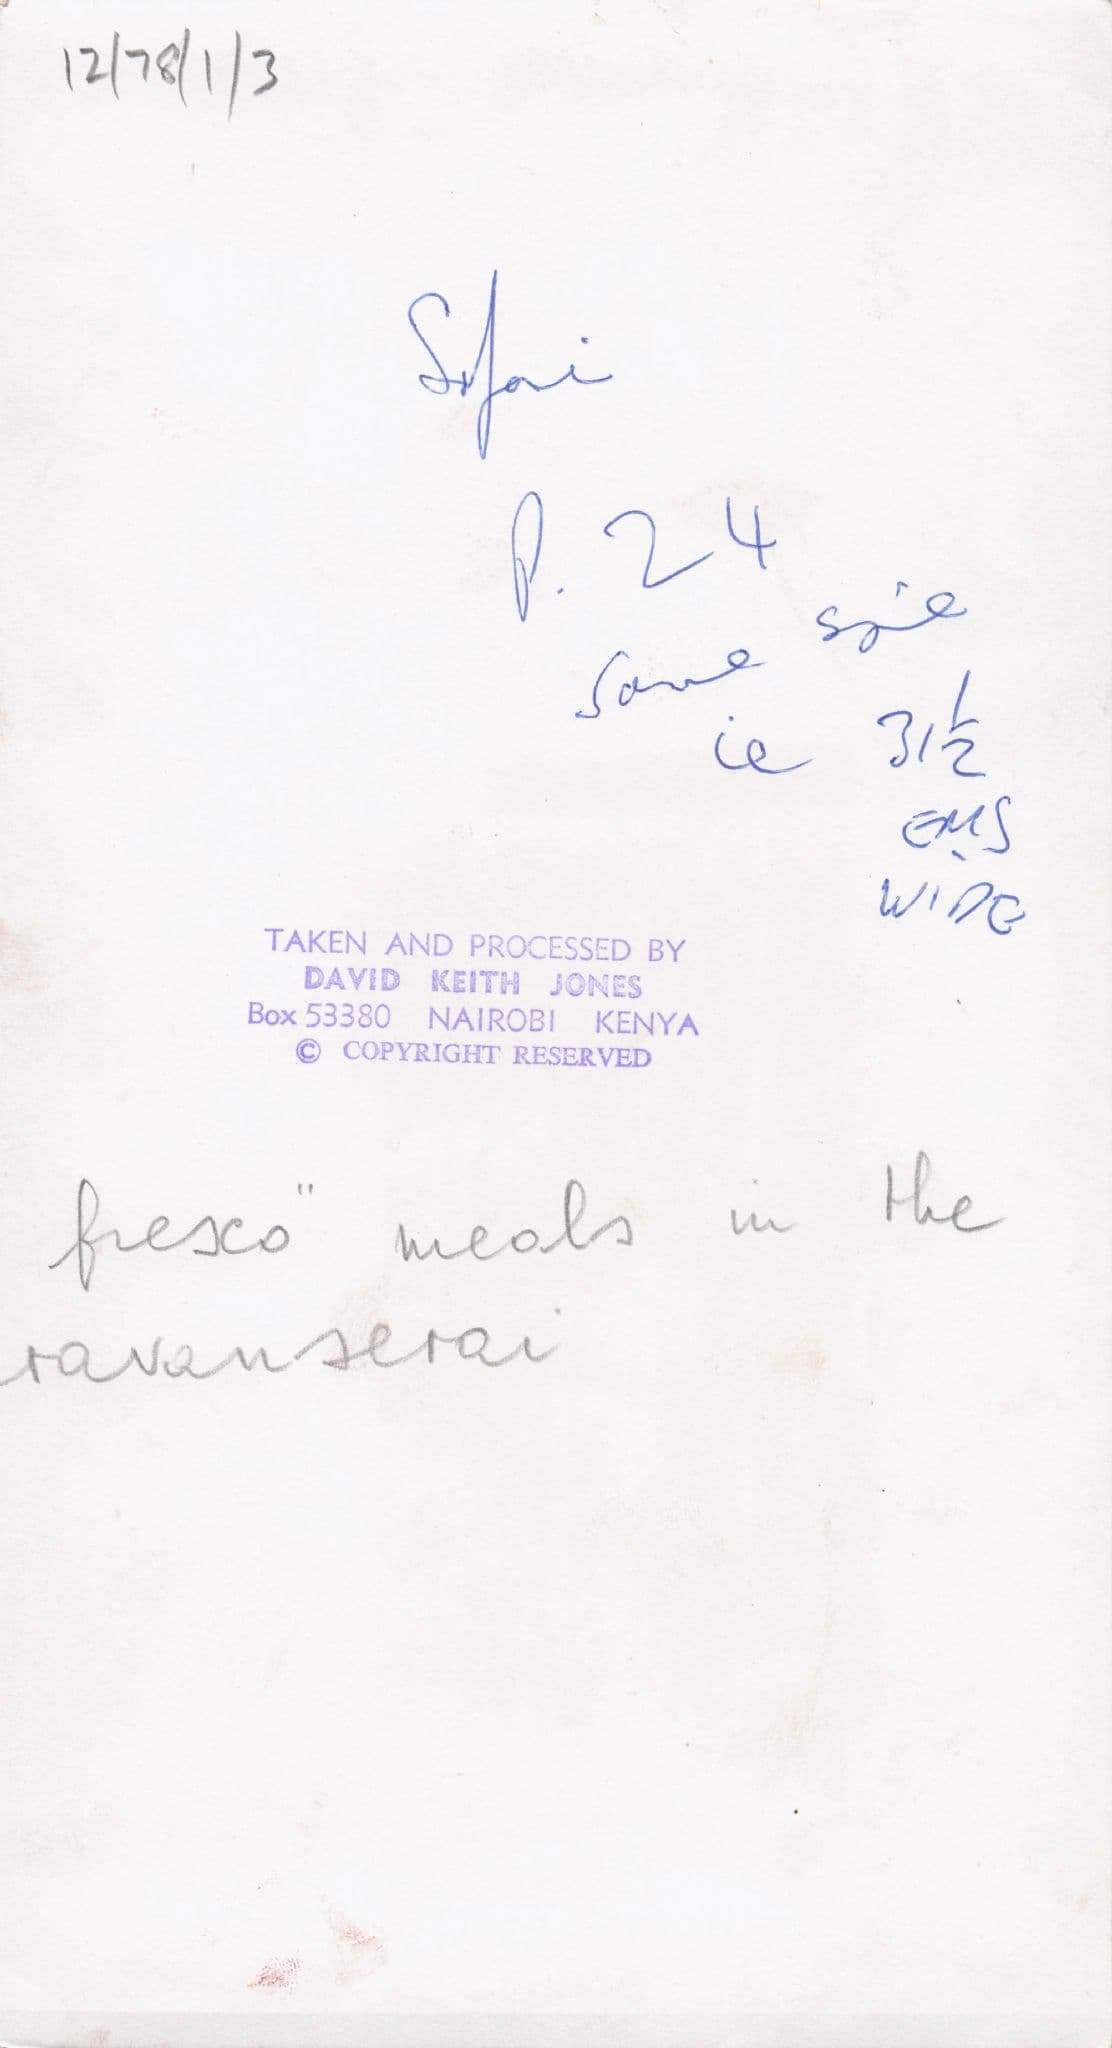 12/78/1/3
Safari
P. 24
same size
ie 31½
EMS
WIDE
TAKEN AND PROCESSED BY
DAVID KEITH JONES
Box 53380 NAIROBI KENYA
© COPYRIGHT RESERVED
fresco" meals in the
ravanserai